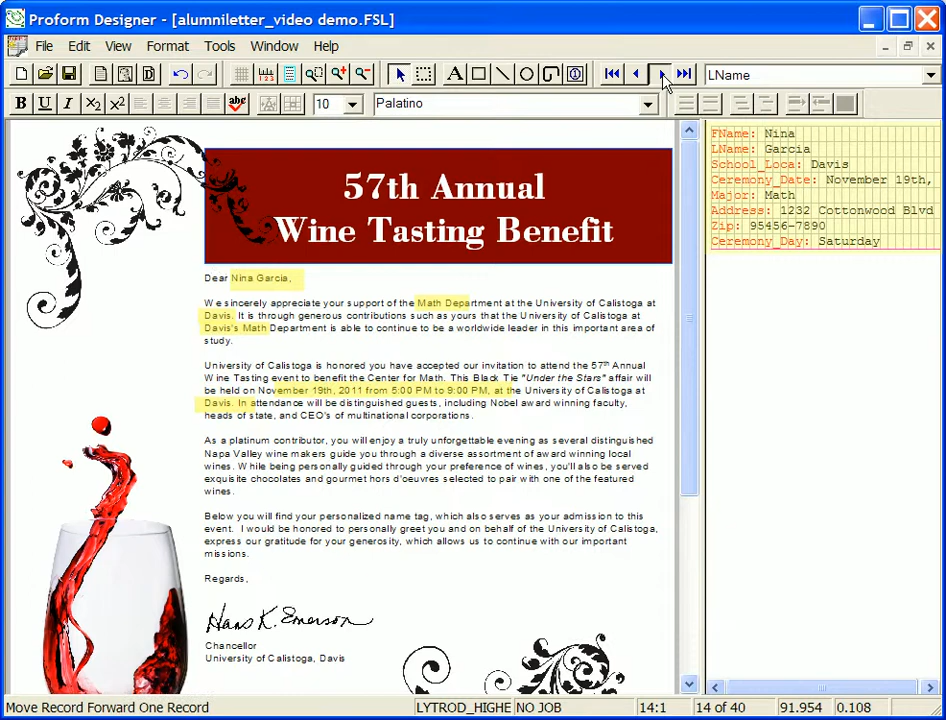 Proform Designer - [alumniletter_video demo.FSL]
File Edit View Format Tools Window Help
LName
B U I X2 X2 abc 10 Palatino
57th Annual
Wine Tasting Benefit
Dear Nina Garcia,
We sincerely appreciate your support of the Math Department at the University of Calistoga at
Davis. It is through generous contributions such as yours that the University of Calistoga at
Davis's Math Department is able to continue to be a worldwide leader in this important area of
study.
University of Calistoga is honored you have accepted our invitation to attend the 57th Annual
Wine Tasting event to benefit the Center for Math. This Black Tie "Under the Stars" affair will
be held on November 19th, 2011 from 5:00 PM to 9:00 PM, at the University of Calistoga at
Davis. In attendance will be distinguished guests, including Nobel award winning faculty,
heads of state, and CEO's of multinational corporations.
As a platinum contributor, you will enjoy a truly unforgettable evening as several distinguished
Napa Valley wine makers guide you through a diverse assortment of award winning local
wines. While being personally guided through your preference of wines, you'll also be served
exquisite chocolates and gourmet hors d'oeuvres selected to pair with one of the featured
wines.
Below you will find your personalized name tag, which also serves as your admission to this
event. I would be honored to personally greet you and on behalf of the University of Calistoga,
express our gratitude for your generosity, which allows us to continue with our important
missions.
Regards,
Hans K. Emerson
Chancellor
University of Calistoga, Davis
FName: Nina
LName: Garcia
School_Loca: Davis
Ceremony_Date: November 19th,
Major: Math
Address: 1232 Cottonwood Blvd
Zip: 95456-7890
Ceremony_Day: Saturday
Move Record Forward One Record LYTROD_HIGHE NO JOB 14:1 14 of 40 91.954 0.108